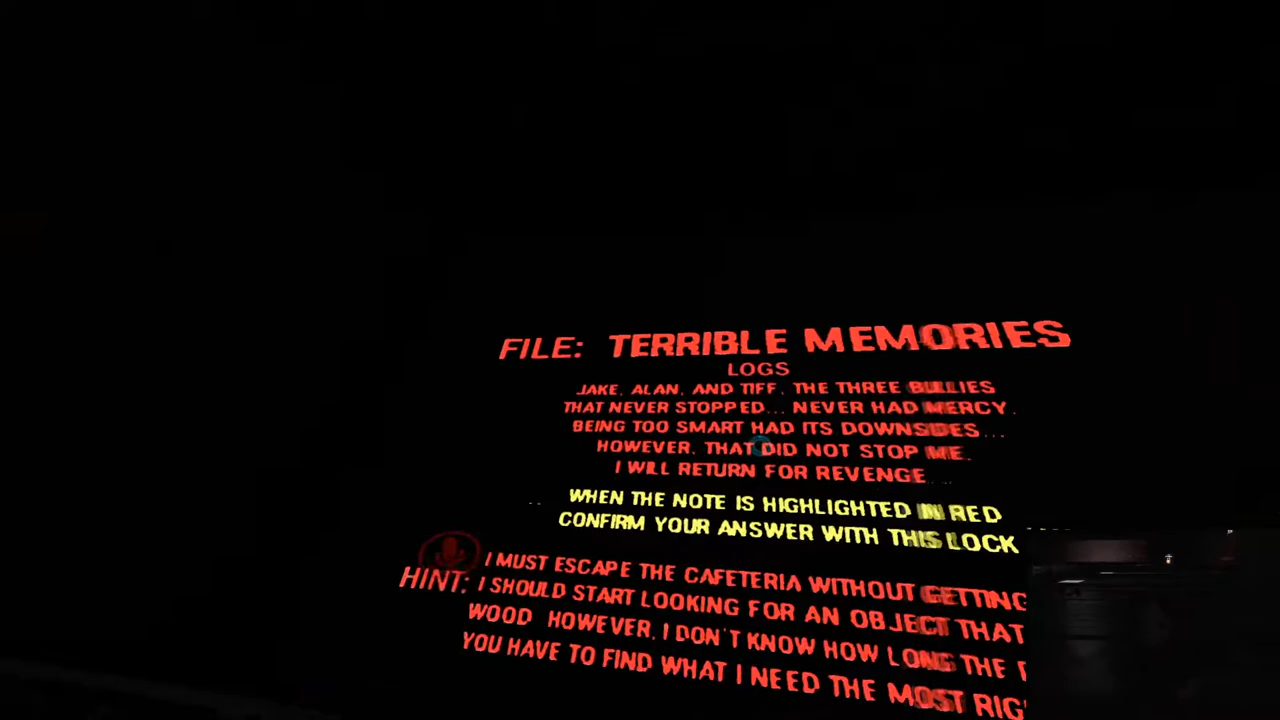 FILE: TERRIBLE MEMORIES
LOGS
JAKE, ALAN, AND TIFF, THE THREE BULLIES
THAT NEVER STOPPED... NEVER HAD MERCY.
BEING TOO SMART HAD ITS DOWNSIDES...
HOWEVER, THAT DID NOT STOP ME.
I WILL RETURN FOR REVENGE...
WHEN THE NOTE IS HIGHLIGHTED IN RED
CONFIRM YOUR ANSWER WITH THIS LOCK
I MUST ESCAPE THE CAFETERIA WITHOUT GETTING
HINT: I SHOULD START LOOKING FOR AN OBJECT THAT
WOOD HOWEVER, I DON'T KNOW HOW LONG THE
YOU HAVE TO FIND WHAT I NEED THE MOST RIG